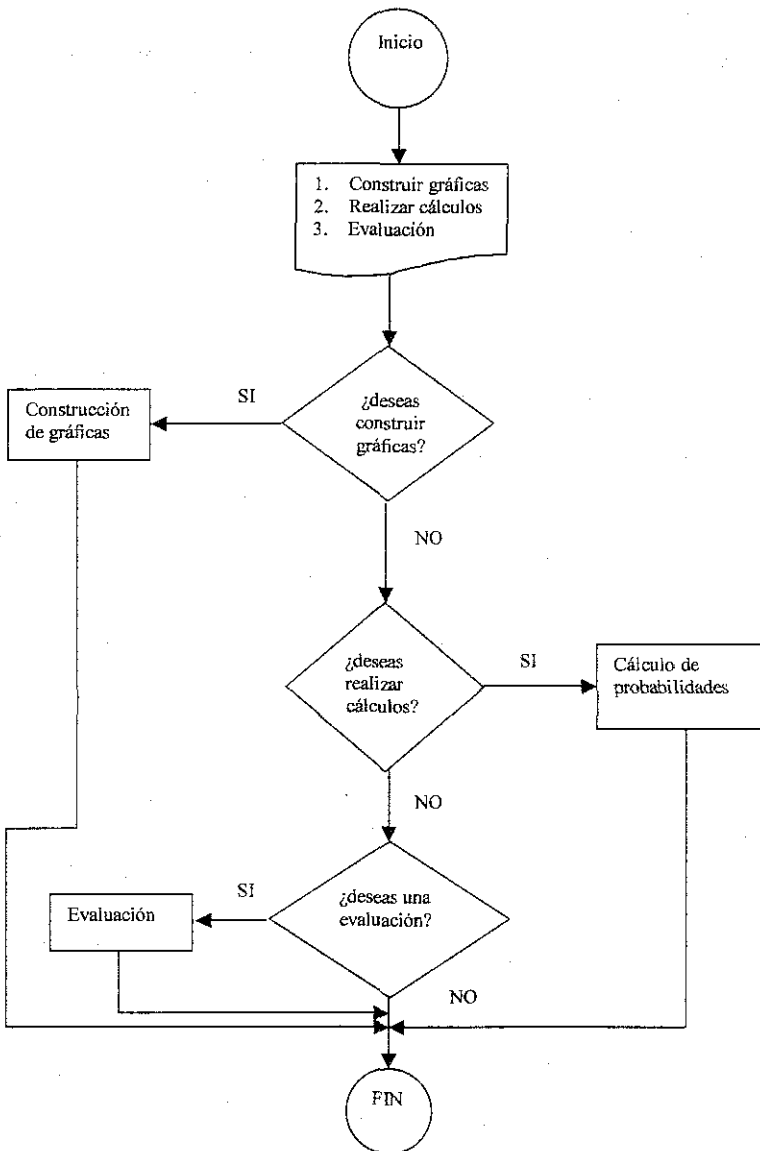 Inicio
1. Construir gráficas
2. Realizar cálculos
3. Evaluación
¿deseas
construir
gráficas?
SI
Construcción
de gráficas
NO
¿deseas
realizar
cálculos?
SI
Cálculo de
probabilidades
NO
¿deseas una
evaluación?
SI
Evaluación
NO
FIN